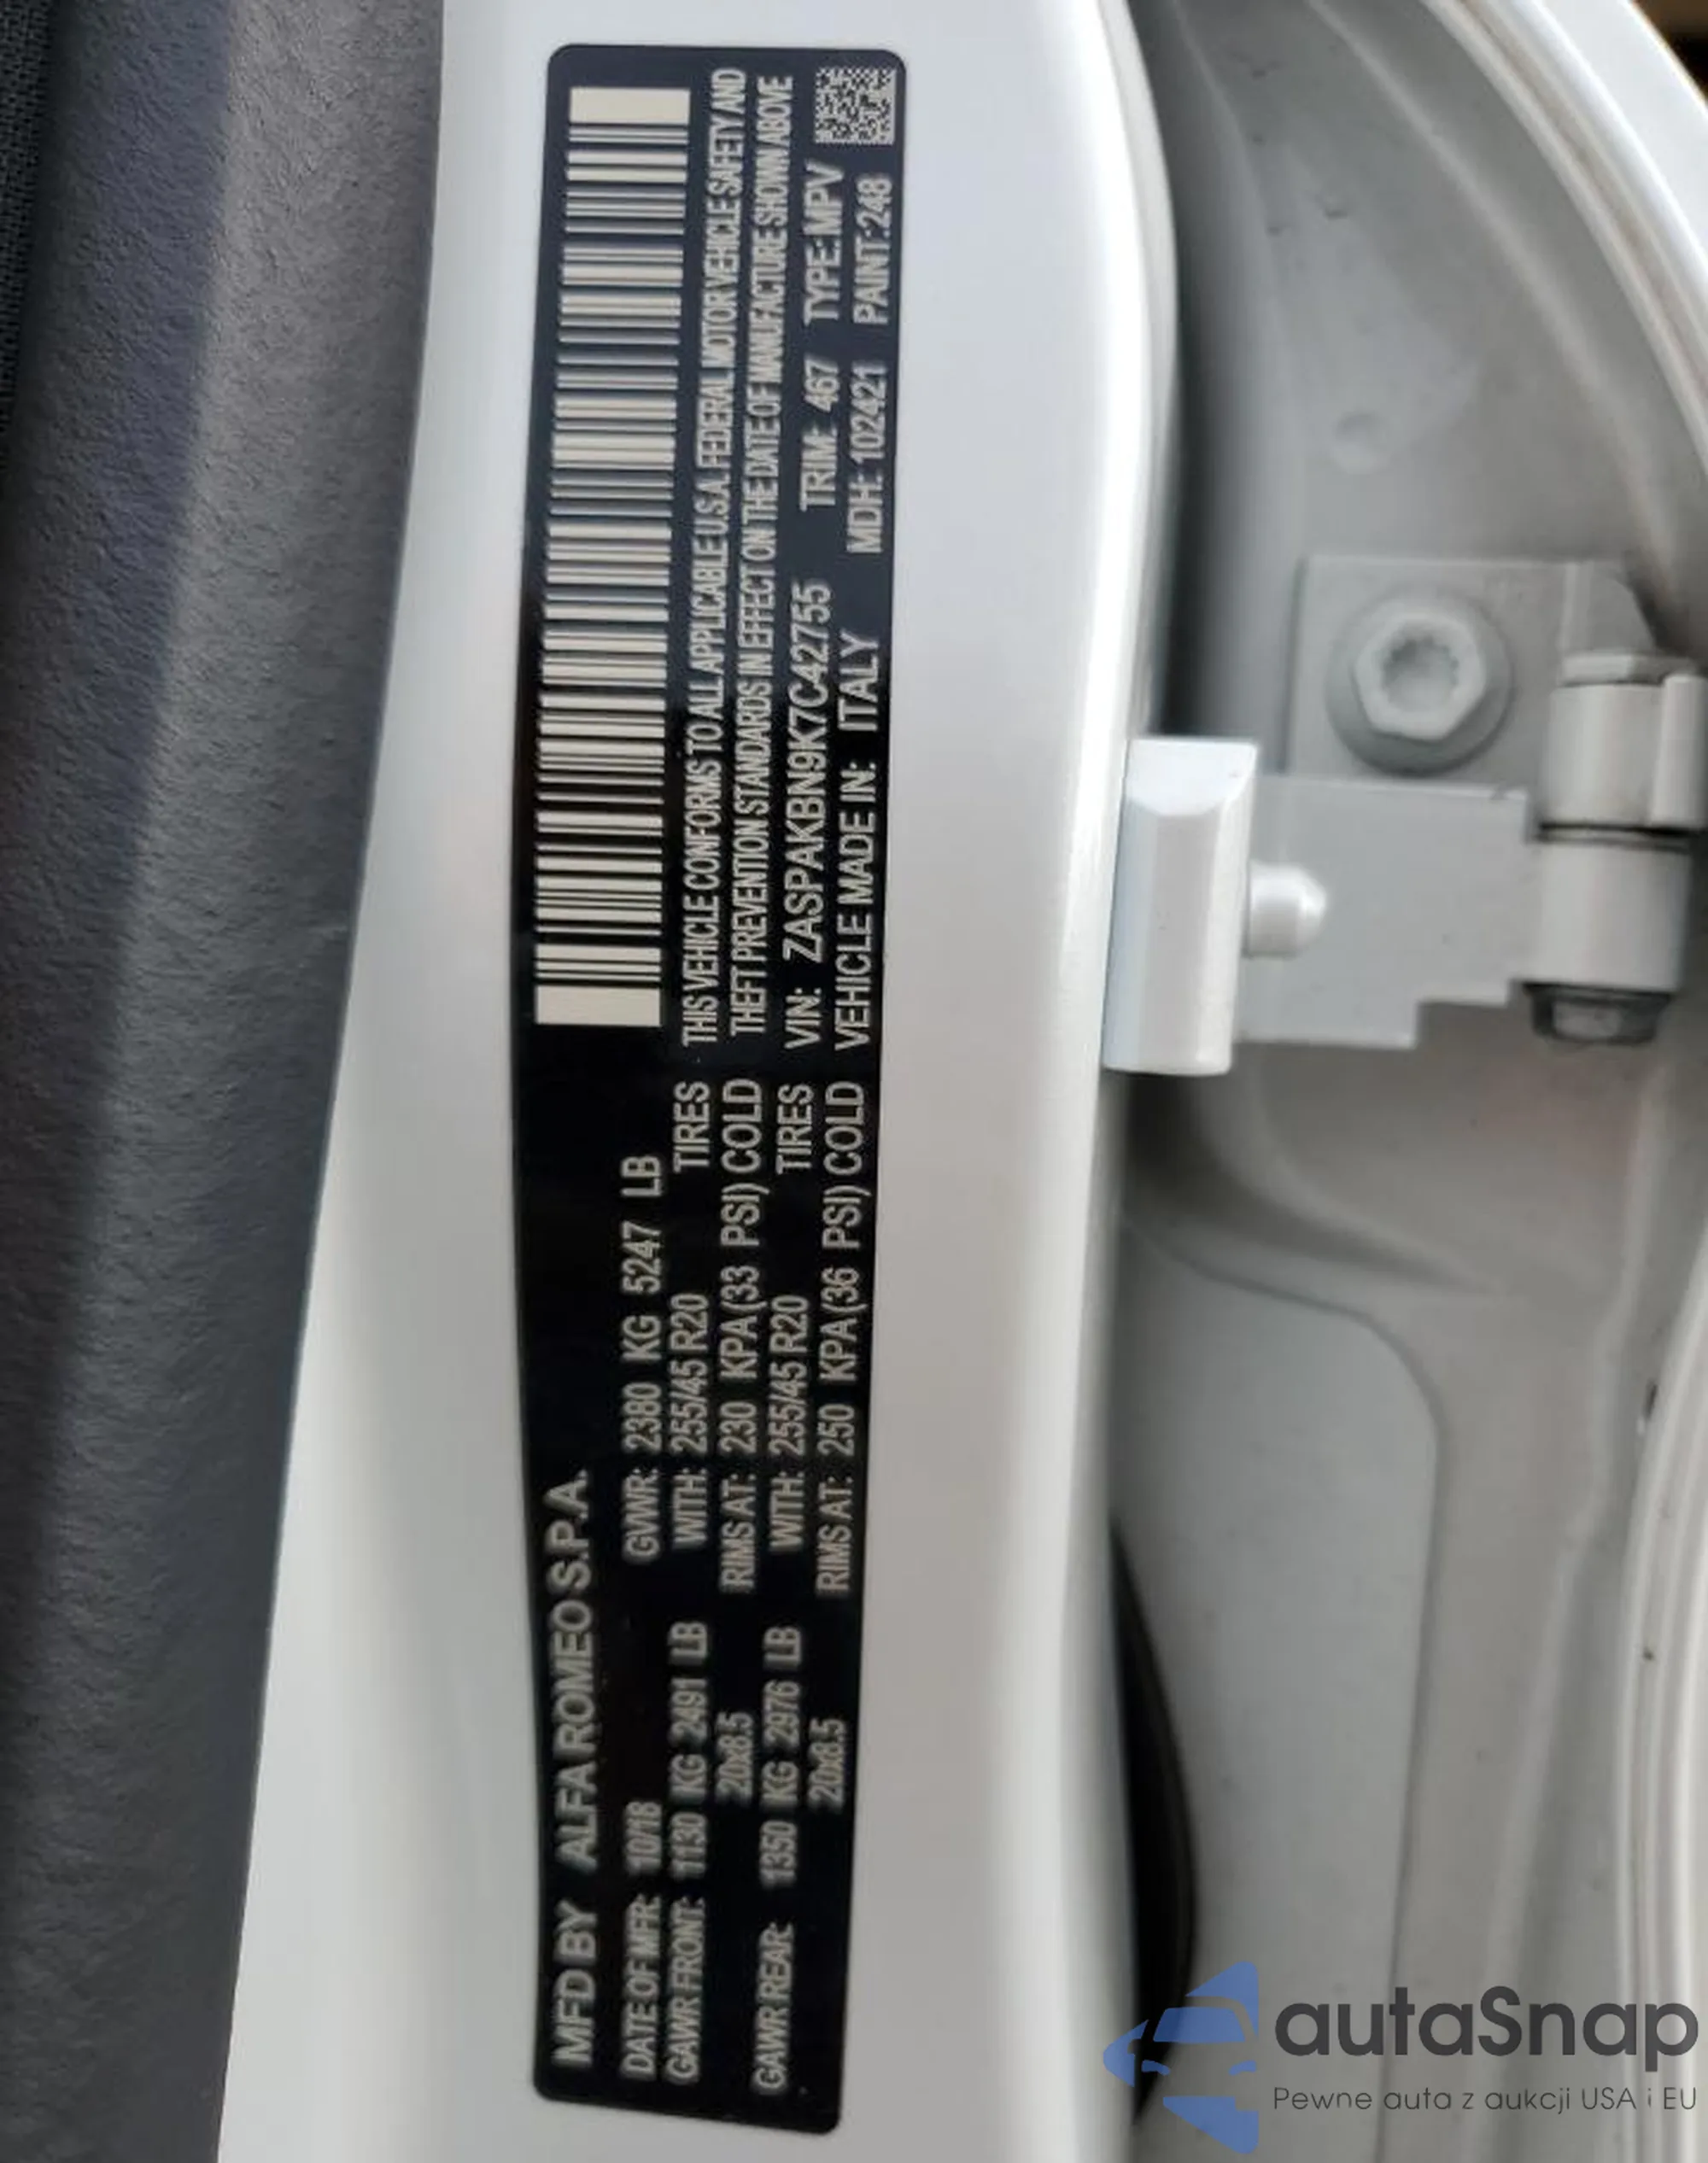 MFD BY ALFA ROMEO S.P.A.
DATE OF MFR: 10/18 GVWR: 2380 KG 5247 LB
GAWR FRONT: 1130 KG 2491 LB WITH: 255/45 R20 TIRES
20x8.5 RIMS AT: 230 KPA (33 PSI) COLD
GAWR REAR: 1350 KG 2976 LB WITH: 255/45 R20 TIRES
20x8.5 RIMS AT: 250 KPA (36 PSI) COLD
THIS VEHICLE CONFORMS TO ALL APPLICABLE U.S.A. FEDERAL MOTOR VEHICLE SAFETY AND
THEFT PREVENTION STANDARDS IN EFFECT ON THE DATE OF MANUFACTURE SHOWN ABOVE
VIN: ZASPAKBN9K7C42755 TRIM: 467 TYPE:MPV
VEHICLE MADE IN: ITALY MDH: 102421 PAINT:248
autaSnap
Pewne auta z aukcji USA i EU